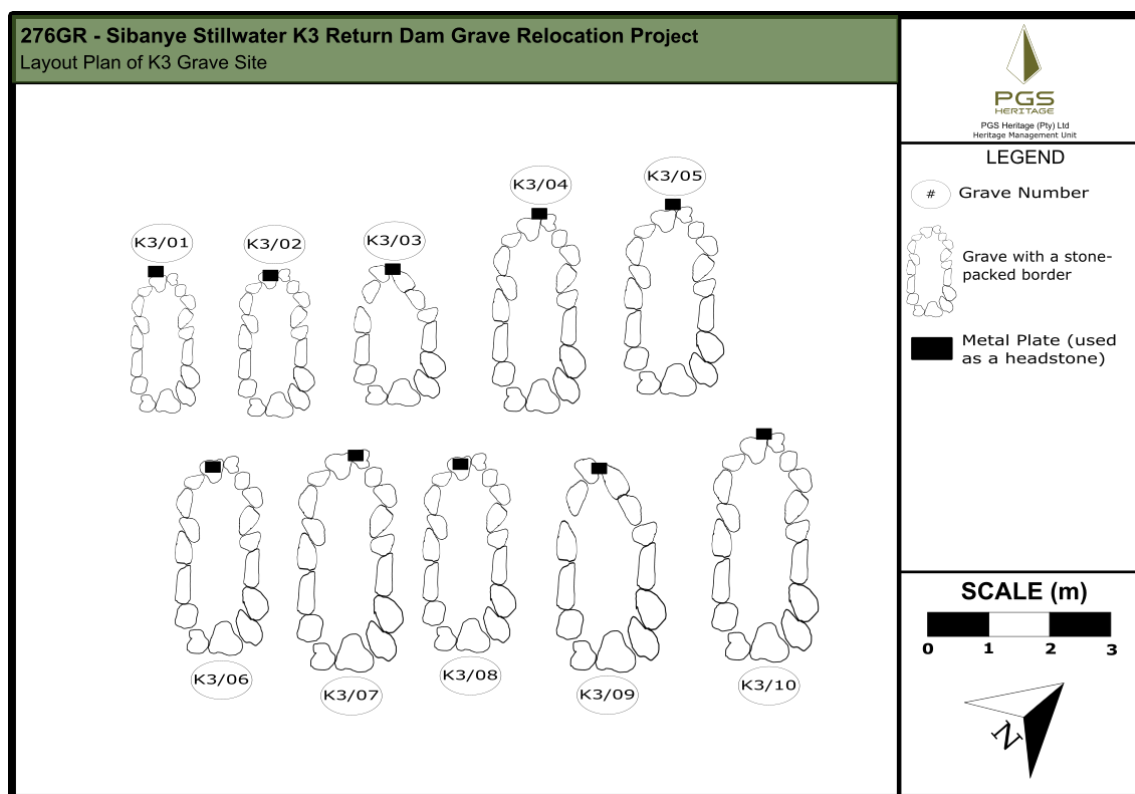 276GR - Sibanye Stillwater K3 Return Dam Grave Relocation Project
Layout Plan of K3 Grave Site
PGS
HERITAGE
PGS Heritage (Pty) Ltd
Heritage Management Unit
LEGEND
# Grave Number
Grave with a stone-
packed border
Metal Plate (used
as a headstone)
K3/01
K3/02
K3/03
K3/04
K3/05
K3/06
K3/07
K3/08
K3/09
K3/10
SCALE (m)
0 1 2 3
N